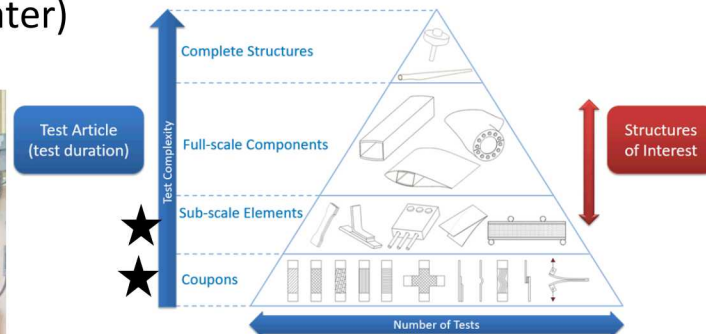 Complete Structures
Test Article
(test duration)
Test Complexity
Full-scale Components
Structures
of Interest
Sub-scale Elements
Coupons
Number of Tests